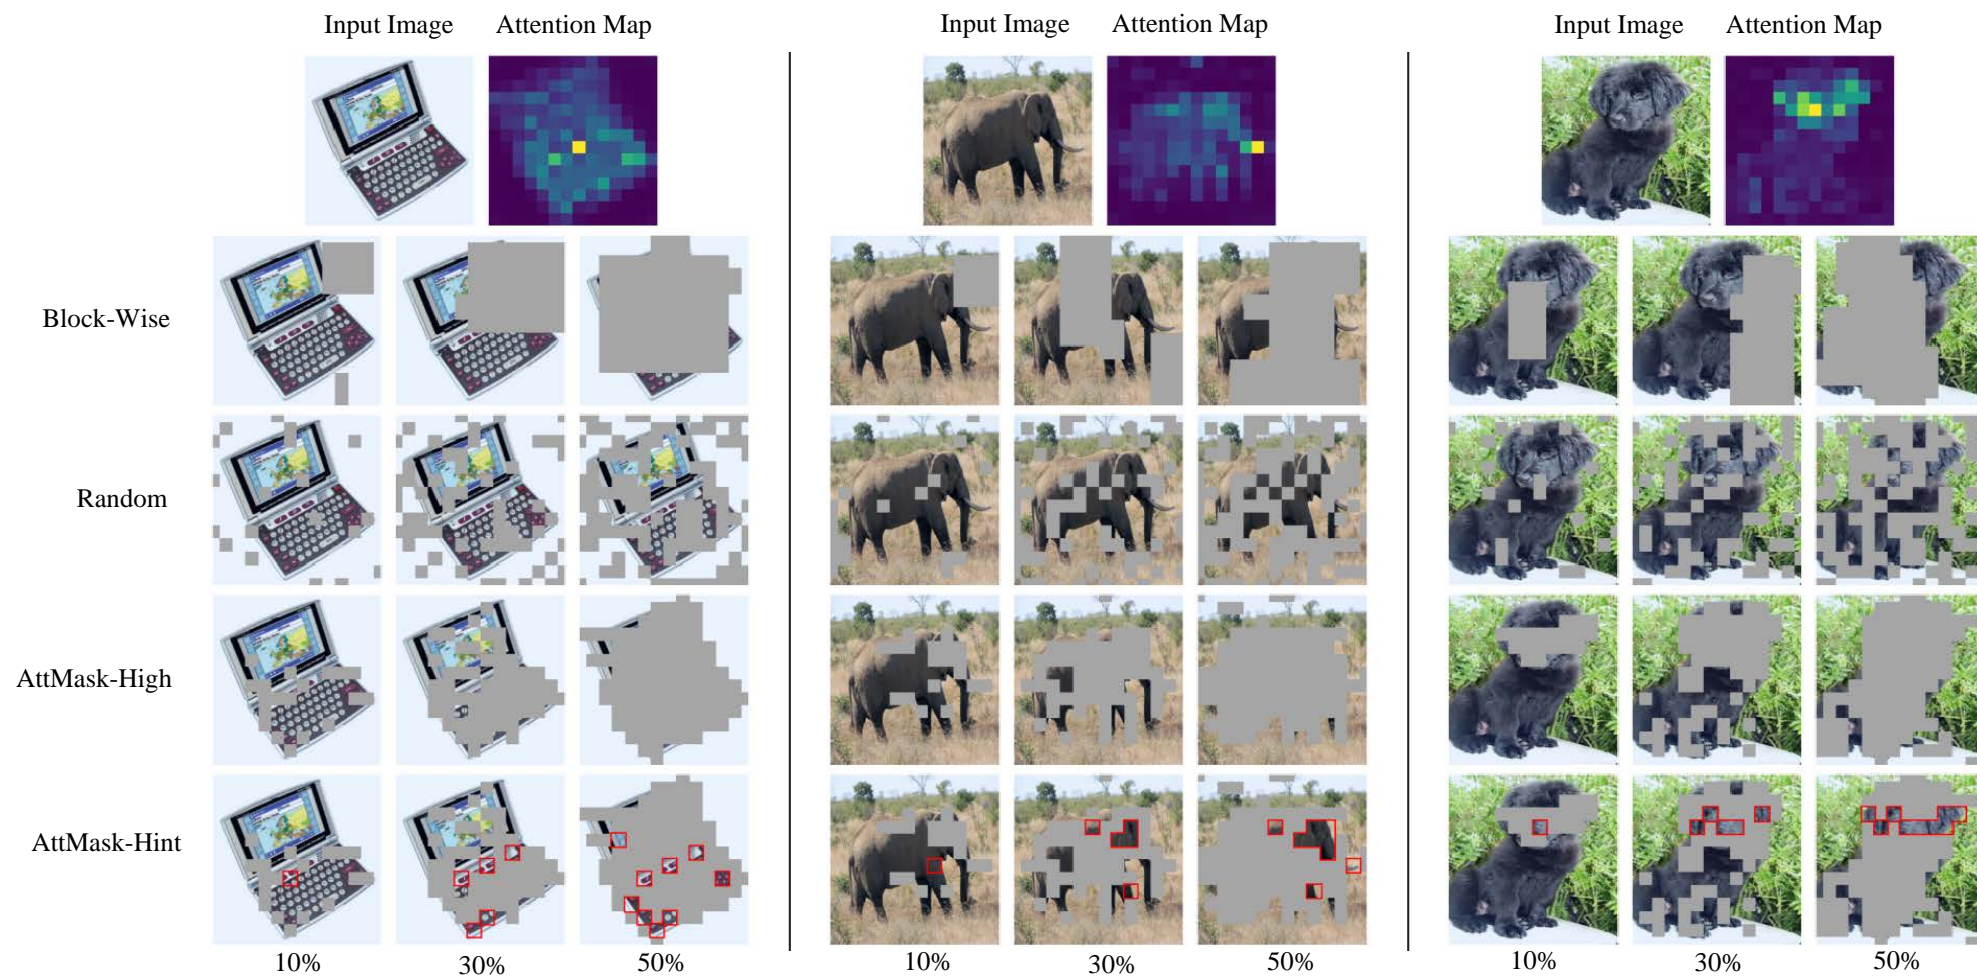 Input Image Attention Map Input Image Attention Map Input Image Attention Map
Block-Wise
Random
AttMask-High
AttMask-Hint
10% 30% 50% 10% 30% 50% 10% 30% 50%